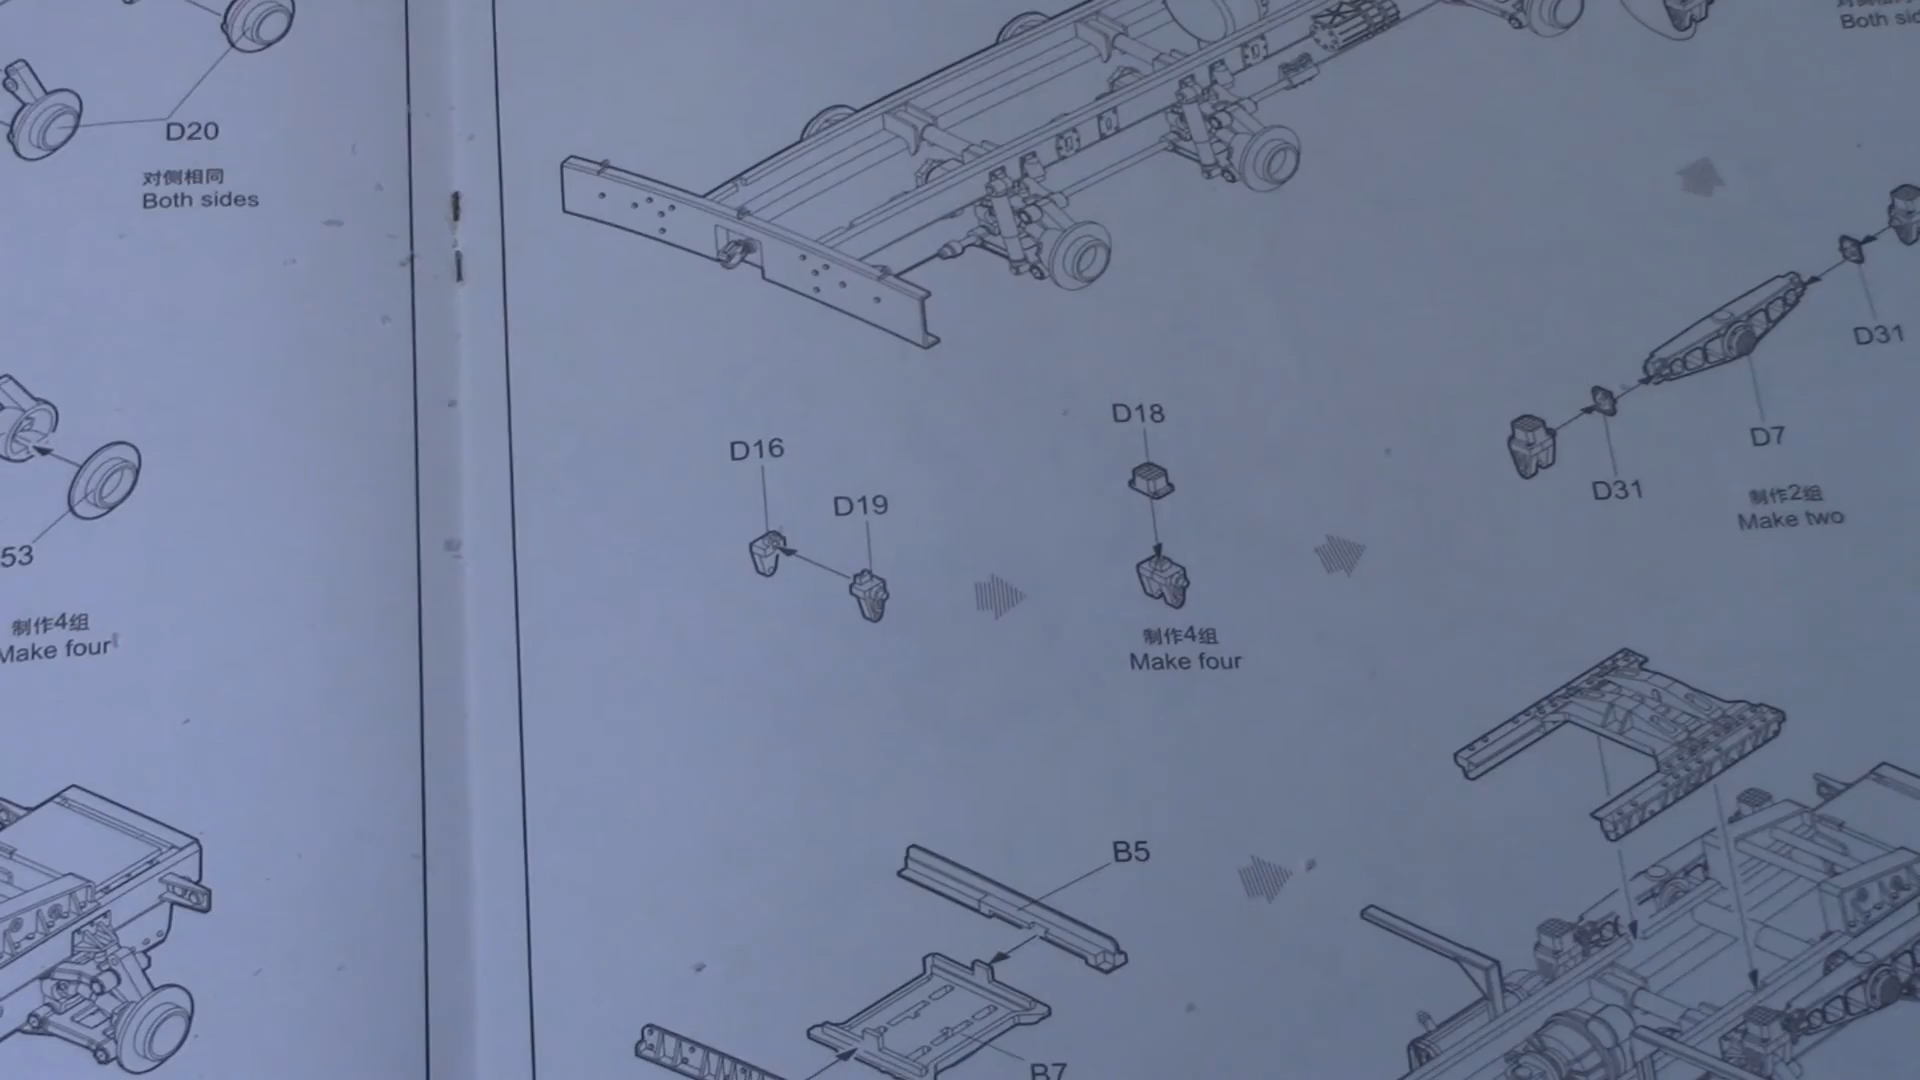 D20
对侧相同
Both sides
53
制作4组
Make four
D16
D19
D18
制作4组
Make four
D31
D7
D31
制作2组
Make two
B5
B7
Both